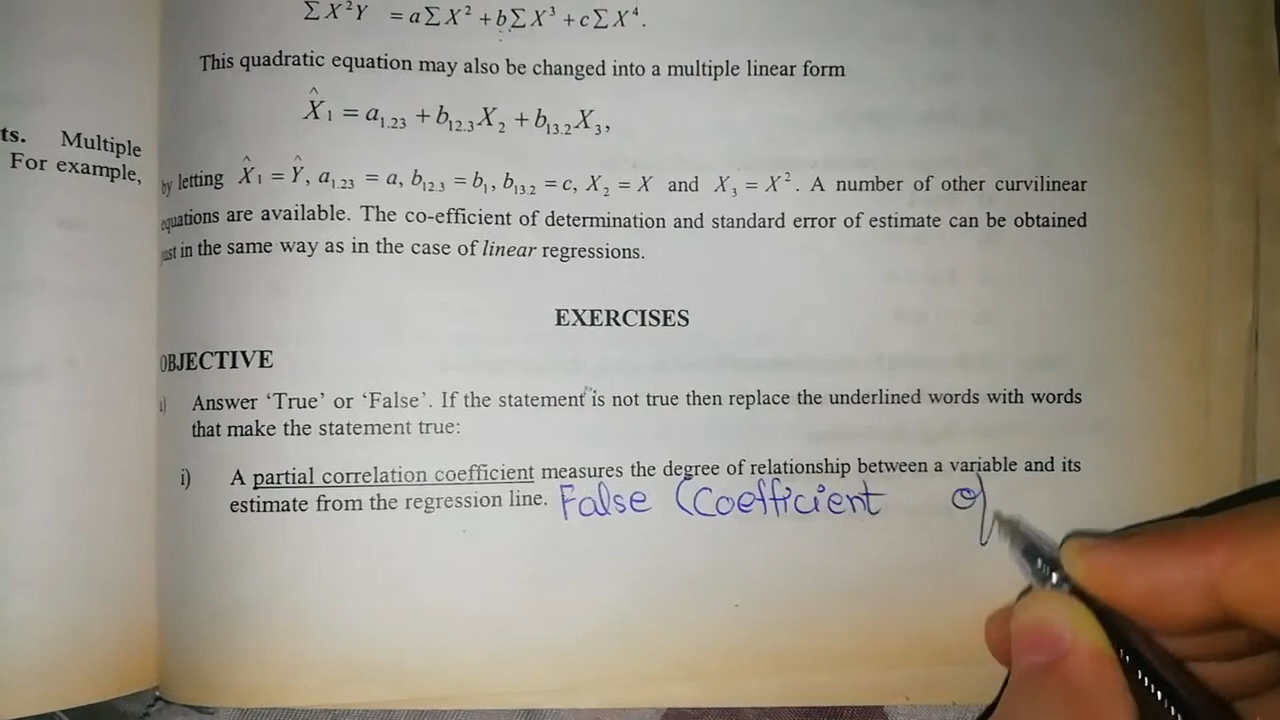 ΣX²Y = aΣX² + bΣX³ + cΣX⁴.
This quadratic equation may also be changed into a multiple linear form
ts. Multiple
X̂₁ = a₁.₂₃ + b₁₂.₃X₂ + b₁₃.₂X₃,
For example,
by letting X̂₁ = Ŷ, a₁.₂₃ = a, b₁₂.₃ = b₁, b₁₃.₂ = c, X₂ = X and X₃ = X². A number of other curvilinear
equations are available. The co-efficient of determination and standard error of estimate can be obtained
ust in the same way as in the case of linear regressions.
EXERCISES
OBJECTIVE
i) Answer ‘True’ or ‘False’. If the statement is not true then replace the underlined words with words
that make the statement true:
i) A partial correlation coefficient measures the degree of relationship between a variable and its
estimate from the regression line. False (Coefficient of